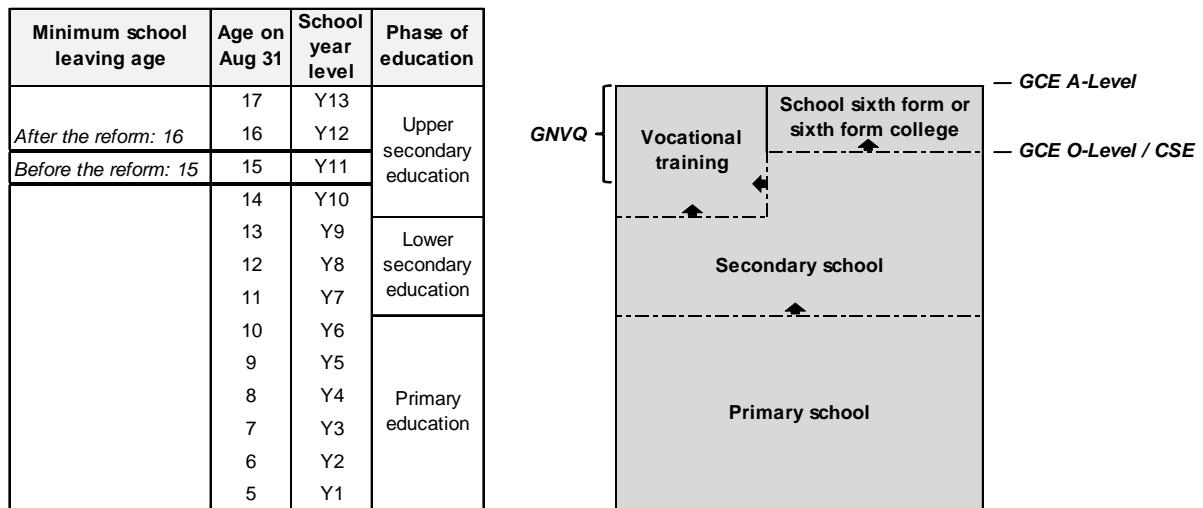 Minimum school leaving age | Age on Aug 31 | School year level | Phase of education
17 | Y13
After the reform: 16 | 16 | Y12
Before the reform: 15 | 15 | Y11
14 | Y10
Upper
secondary
education
13 | Y9
12 | Y8
11 | Y7
Lower
secondary
education
10 | Y6
9 | Y5
8 | Y4
7 | Y3
6 | Y2
5 | Y1
Primary
education
GNVQ
Vocational
training
School sixth form or
sixth form college
GCE A-Level
GCE O-Level / CSE
Secondary school
Primary school